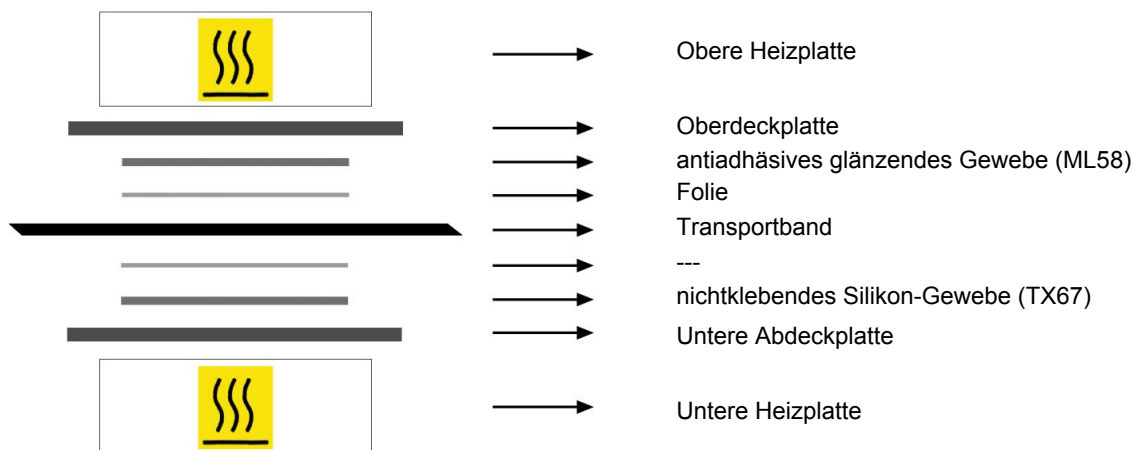 Obere Heizplatte
Oberdeckplatte
antiadhäsives glänzendes Gewebe (ML58)
Folie
Transportband
---
nichtklebendes Silikon-Gewebe (TX67)
Untere Abdeckplatte
Untere Heizplatte